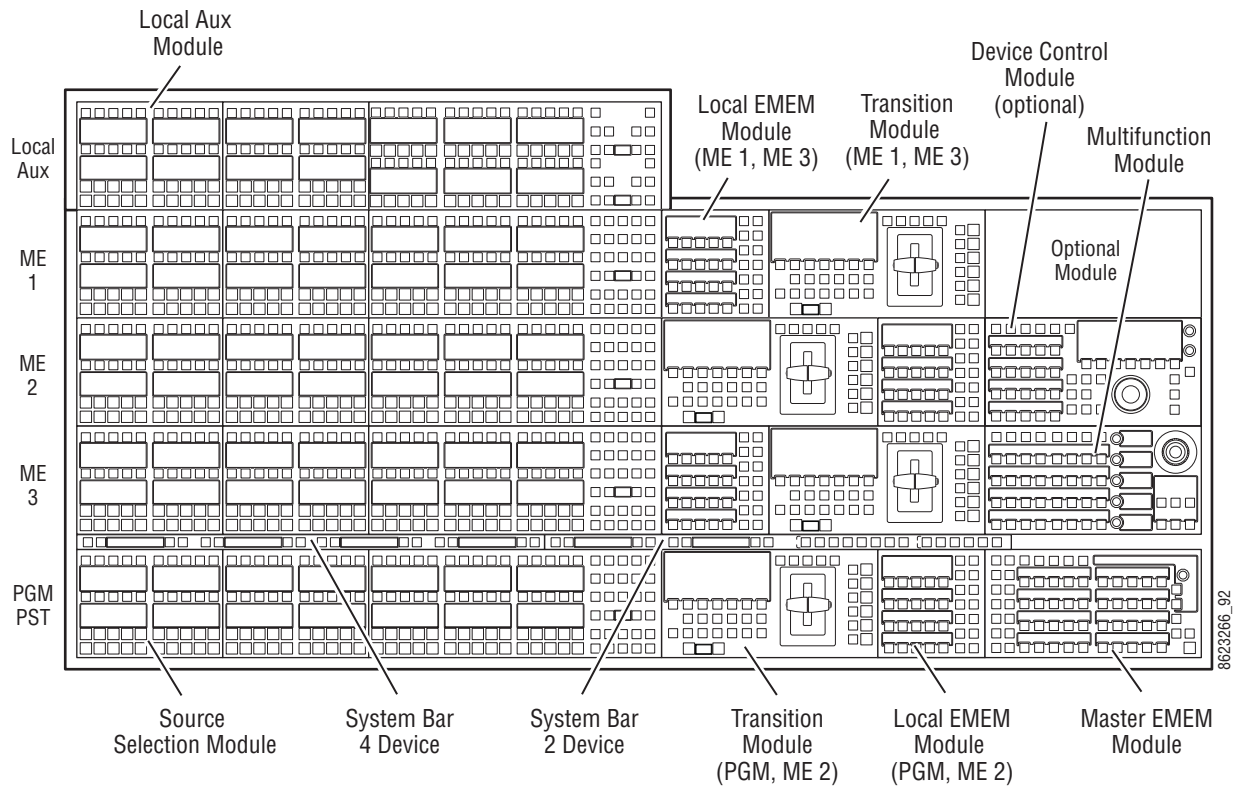 Local Aux
Module
Device Control
Module
(optional)
Local EMEM
Module
(ME 1, ME 3)
Transition
Module
(ME 1, ME 3)
Multifunction
Module
Local
Aux
ME
1
Optional
Module
ME
2
ME
3
PGM
PST
8623266_92
Source
Selection Module
System Bar
4 Device
System Bar
2 Device
Transition
Module
(PGM, ME 2)
Local EMEM
Module
(PGM, ME 2)
Master EMEM
Module